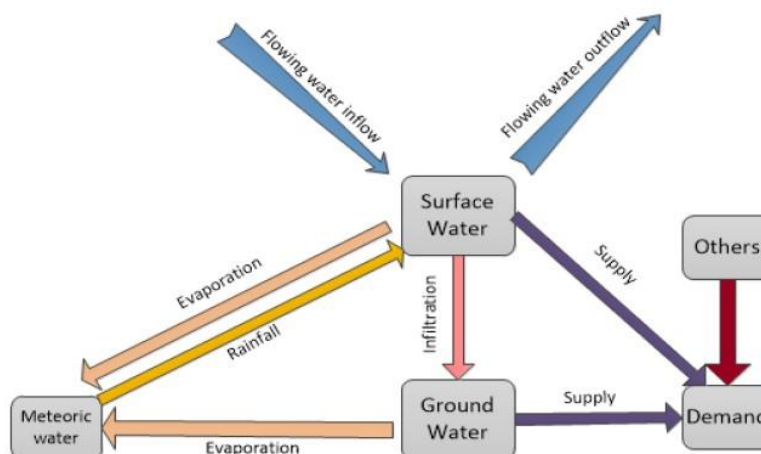 Flowing water inflow
Flowing water outflow
Surface
Water
Others
Supply
Evaporation
Rainfall
Infiltration
Meteoric
water
Ground
Water
Supply
Demand
Evaporation